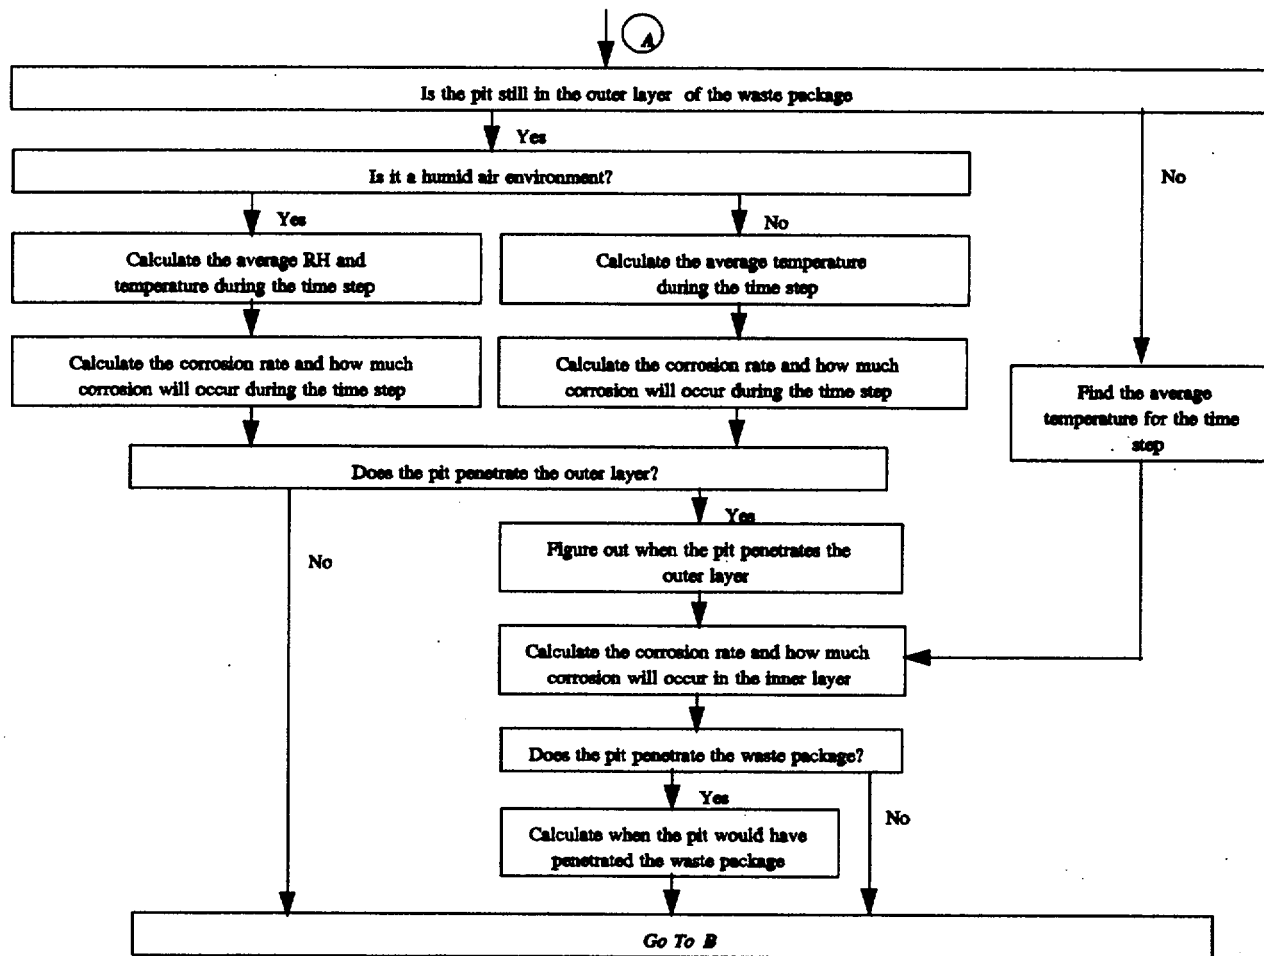 A
Is the pit still in the outer layer of the waste package
Yes
No
Is it a humid air environment?
Yes
No
Calculate the average RH and
temperature during the time step
Calculate the average temperature
during the time step
Calculate the corrosion rate and how much
corrosion will occur during the time step
Calculate the corrosion rate and how much
corrosion will occur during the time step
Find the average
temperature for the time
step
Does the pit penetrate the outer layer?
Yes
No
Figure out when the pit penetrates the
outer layer
Calculate the corrosion rate and how much
corrosion will occur in the inner layer
Does the pit penetrate the waste package?
Yes
No
Calculate when the pit would have
penetrated the waste package
Go To B